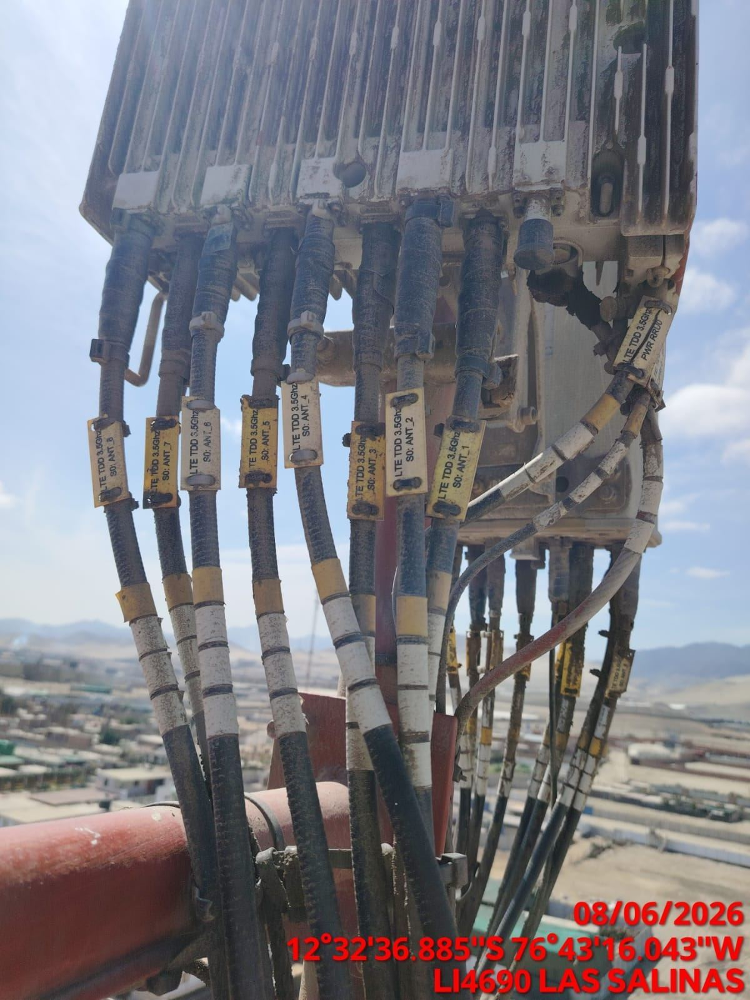 LTE TDD 3.5Ghz
PWR RRU0
LTE TDD 3.5Ghz
S0: ANT_8
LTE TDD 3.5Ghz
S0: ANT_7
LTE TDD 3.5Ghz
S0: ANT_6
LTE TDD 3.5Ghz
S0: ANT_5
LTE TDD 3.5Ghz
S0: ANT_4
LTE TDD 3.5Ghz
S0: ANT_3
LTE TDD 3.5Ghz
S0: ANT_2
LTE TDD 3.5Ghz
S0: ANT_1
08/06/2026
12°32'36.885"S 76°43'16.043"W
LI4690 LAS SALINAS